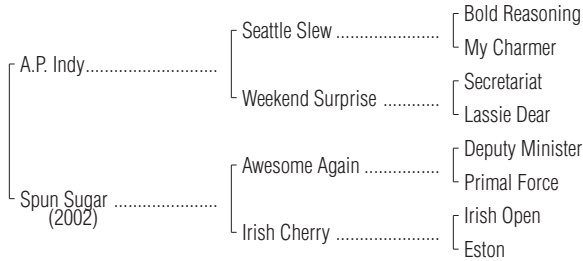 Bold Reasoning
Seattle Slew ....................
My Charmer
A.P. Indy.........................
Secretariat
Weekend Surprise ...........
Lassie Dear
Deputy Minister
Awesome Again ...............
Primal Force
Spun Sugar ....................
(2002)
Irish Open
Irish Cherry ....................
Eston